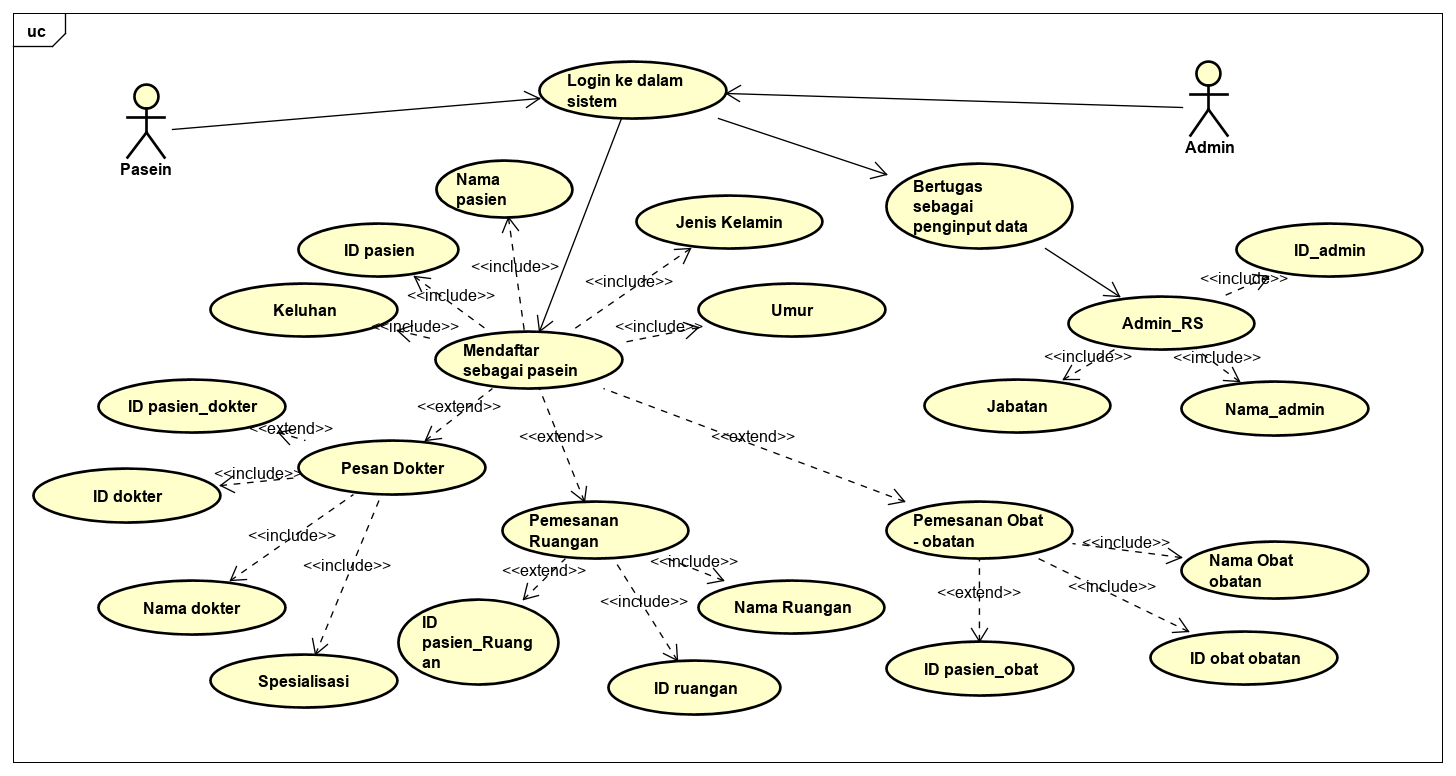 uc
Login ke dalam
sistem
Pasein
Admin
Nama
pasien
Bertugas
sebagai
penginput data
Jenis Kelamin
ID pasien
ID_admin
<<include>>
<<include>>
<<include>>
<<include>>
Keluhan
Umur
<<include>>
<<include>>
Admin_RS
Mendaftar
sebagai pasein
<<include>>
<<include>>
<<include>>
ID pasien_dokter
Jabatan
Nama_admin
<<extend>>
<<extend>>
<<extend>>
<<extend>>
Pesan Dokter
<<include>>
ID dokter
Pemesanan
Ruangan
Pemesanan Obat
- obatan
<<include>>
<<include>>
<<include>>
<<include>>
<<extend>>
Nama Obat
obatan
<<include>>
<<extend>>
<<include>>
Nama dokter
Nama Ruangan
ID
pasien_Ruang
an
ID obat obatan
ID pasien_obat
Spesialisasi
ID ruangan